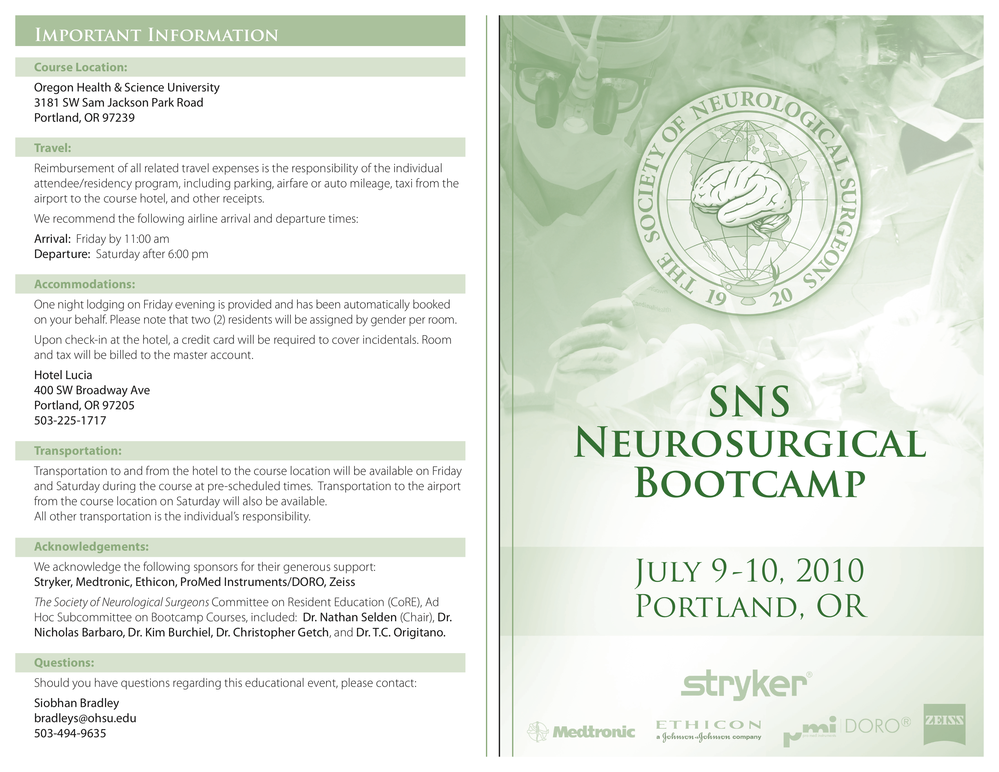 Important Information
Course Location:
Oregon Health & Science University
3181 SW Sam Jackson Park Road
Portland, OR 97239
Travel:
Reimbursement of all related travel expenses is the responsibility of the individual
attendee/residency program, including parking, airfare or auto mileage, taxi from the
airport to the course hotel, and other receipts.
We recommend the following airline arrival and departure times:
Arrival: Friday by 11:00 am
Departure: Saturday after 6:00 pm
Accommodations:
One night lodging on Friday evening is provided and has been automatically booked
on your behalf. Please note that two (2) residents will be assigned by gender per room.
Upon check-in at the hotel, a credit card will be required to cover incidentals. Room
and tax will be billed to the master account.
Hotel Lucia
400 SW Broadway Ave
Portland, OR 97205
503-225-1717
Transportation:
Transportation to and from the hotel to the course location will be available on Friday
and Saturday during the course at pre-scheduled times. Transportation to the airport
from the course location on Saturday will also be available.
All other transportation is the individual’s responsibility.
Acknowledgements:
We acknowledge the following sponsors for their generous support:
Stryker, Medtronic, Ethicon, ProMed Instruments/DORO, Zeiss
The Society of Neurological Surgeons Committee on Resident Education (CoRE), Ad
Hoc Subcommittee on Bootcamp Courses, included: Dr. Nathan Selden (Chair), Dr.
Nicholas Barbaro, Dr. Kim Burchiel, Dr. Christopher Getch, and Dr. T.C. Origitano.
Questions:
Should you have questions regarding this educational event, please contact:
Siobhan Bradley
bradleys@ohsu.edu
503-494-9635
THE SOCIETY OF NEUROLOGICAL SURGEONS
19 20
CardinalHealth
SNS
Neurosurgical
Bootcamp
July 9-10, 2010
Portland, OR
stryker®
Medtronic
ETHICON
a Johnson & Johnson company
pmi DORO®
pro med instruments
ZEISS